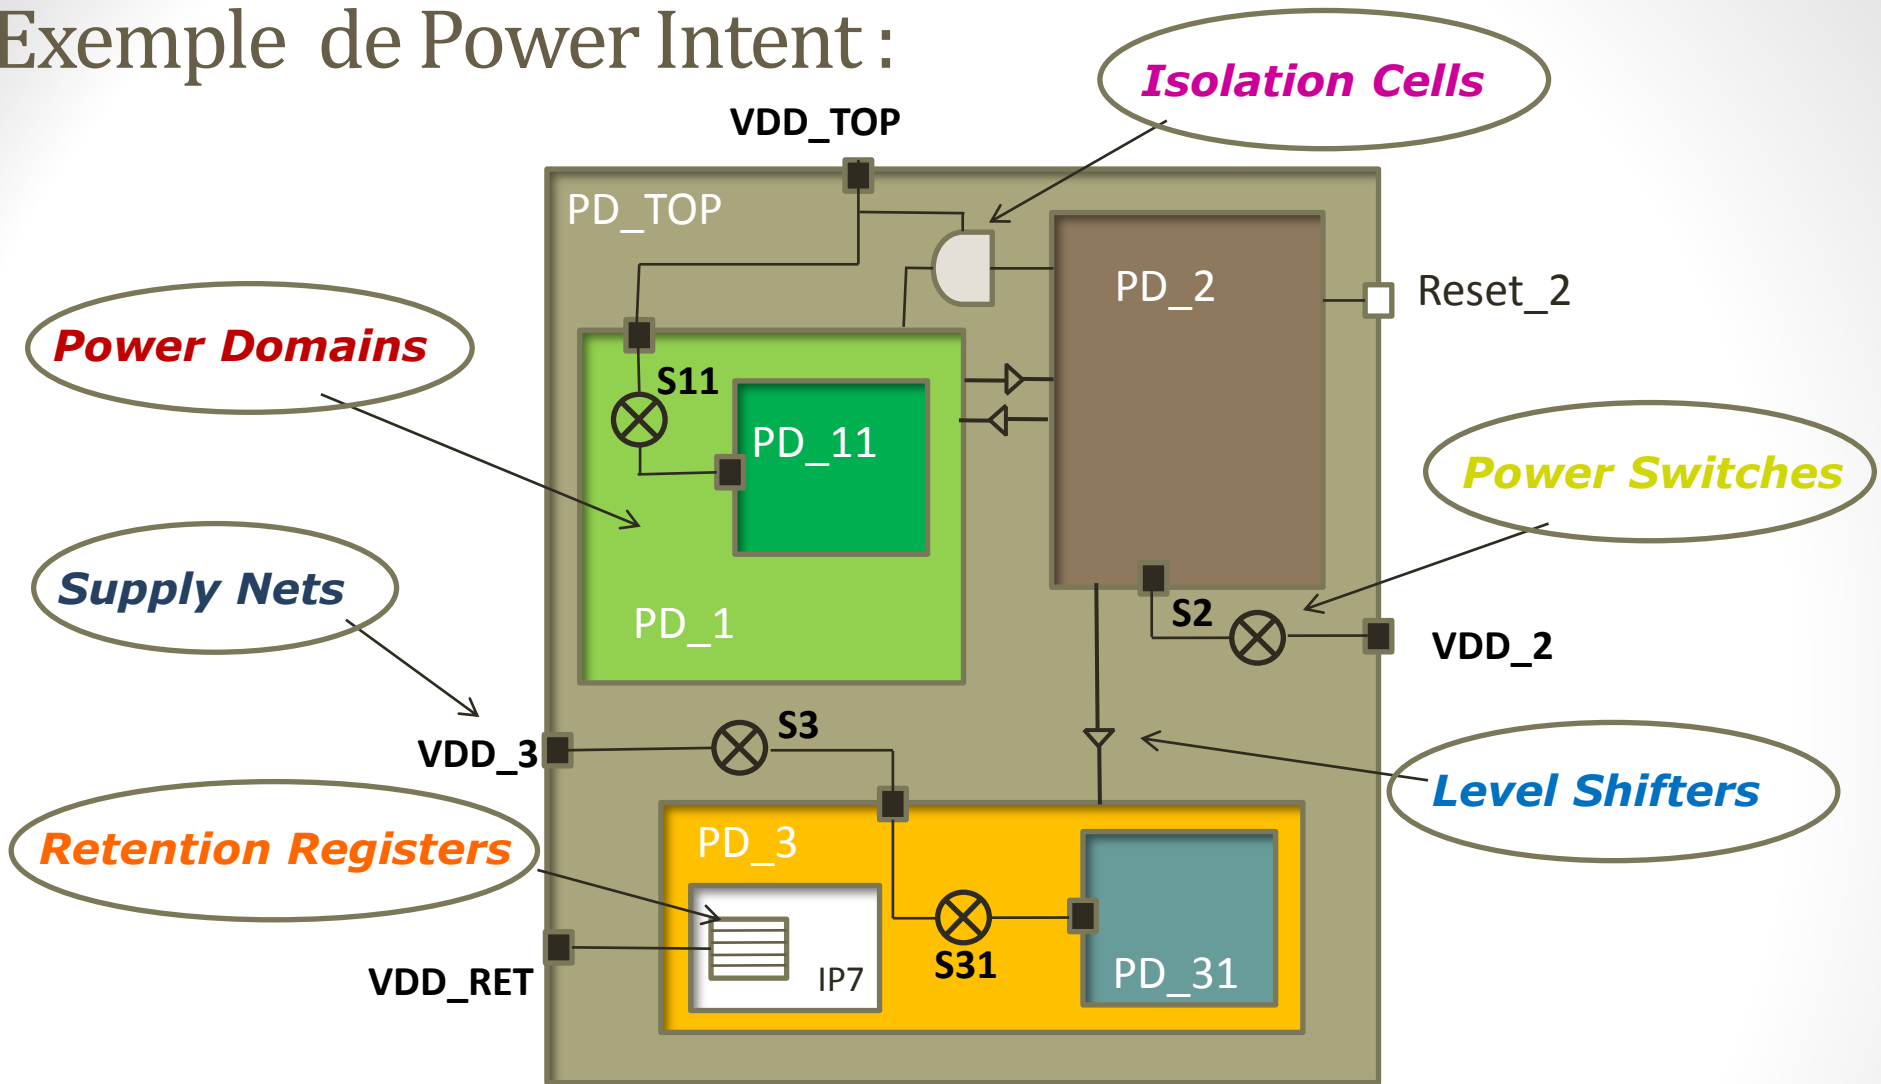 Exemple de Power Intent :
Isolation Cells
VDD_TOP
PD_TOP
PD_2
Reset_2
Power Domains
S11
PD_11
Power Switches
Supply Nets
PD_1
S2
VDD_2
S3
VDD_3
Level Shifters
Retention Registers
PD_3
S31
PD_31
IP7
VDD_RET